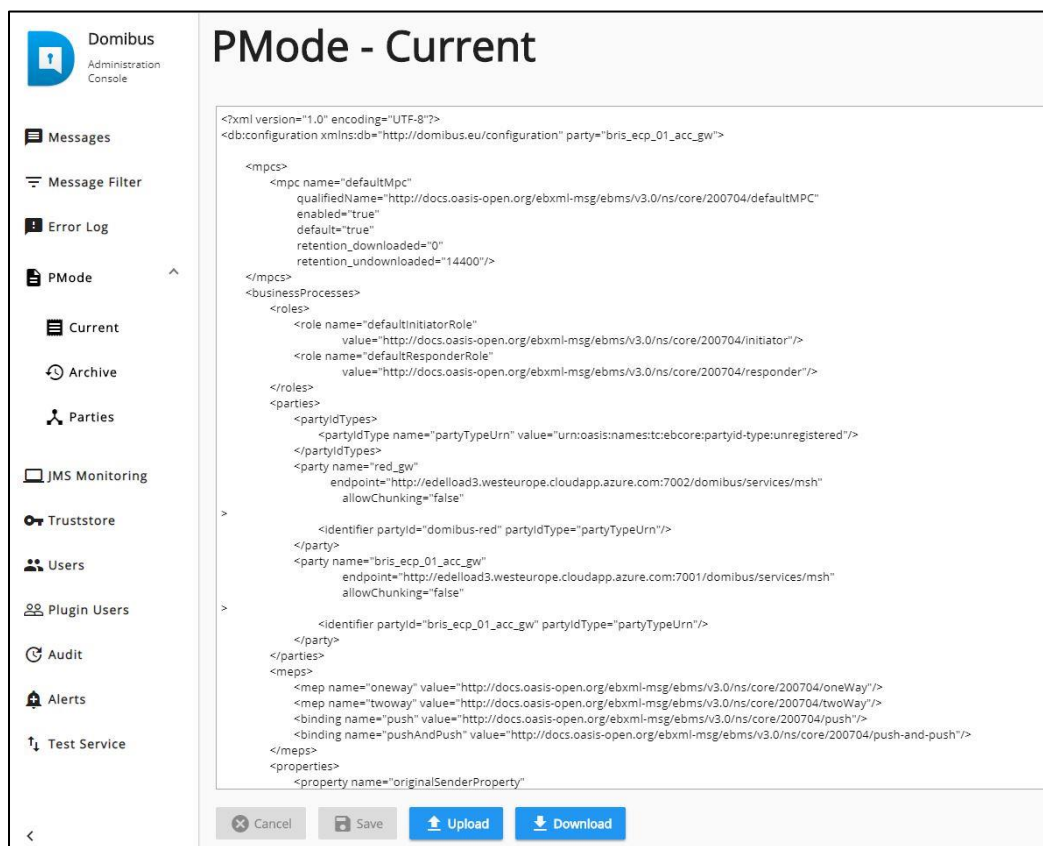 Domibus
Administration
Console
Messages
Message Filter
Error Log
PMode
Current
Archive
Parties
JMS Monitoring
Truststore
Users
Plugin Users
Audit
Alerts
Test Service
PMode - Current
<?xml version="1.0" encoding="UTF-8"?>
<db:configuration xmlns:db="http://domibus.eu/configuration" party="bris_ecp_01_acc_gw">
<mpcs>
<mpc name="defaultMpc"
qualifiedName="http://docs.oasis-open.org/ebxml-msg/ebms/v3.0/ns/core/200704/defaultMPC"
enabled="true"
default="true"
retention_downloaded="0"
retention_undownloaded="14400"/>
</mpcs>
<businessProcesses>
<roles>
<role name="defaultInitiatorRole"
value="http://docs.oasis-open.org/ebxml-msg/ebms/v3.0/ns/core/200704/initiator"/>
<role name="defaultResponderRole"
value="http://docs.oasis-open.org/ebxml-msg/ebms/v3.0/ns/core/200704/responder"/>
</roles>
<parties>
<partyIdTypes>
<partyIdType name="partyTypeUrn" value="urn:oasis:names:tc:ebcore:partyid-type:unregistered"/>
</partyIdTypes>
<party name="red_gw"
endpoint="http://edelload3.westeurope.cloudapp.azure.com:7002/domibus/services/msh"
allowChunking="false"
>
<identifier partyId="domibus-red" partyIdType="partyTypeUrn"/>
</party>
<party name="bris_ecp_01_acc_gw"
endpoint="http://edelload3.westeurope.cloudapp.azure.com:7001/domibus/services/msh"
allowChunking="false"
>
<identifier partyId="bris_ecp_01_acc_gw" partyIdType="partyTypeUrn"/>
</party>
</parties>
<meps>
<mep name="oneway" value="http://docs.oasis-open.org/ebxml-msg/ebms/v3.0/ns/core/200704/oneWay"/>
<mep name="twoway" value="http://docs.oasis-open.org/ebxml-msg/ebms/v3.0/ns/core/200704/twoWay"/>
<binding name="push" value="http://docs.oasis-open.org/ebxml-msg/ebms/v3.0/ns/core/200704/push"/>
<binding name="pushAndPush" value="http://docs.oasis-open.org/ebxml-msg/ebms/v3.0/ns/core/200704/push-and-push"/>
</meps>
<properties>
<property name="originalSenderProperty"
Cancel
Save
Upload
Download